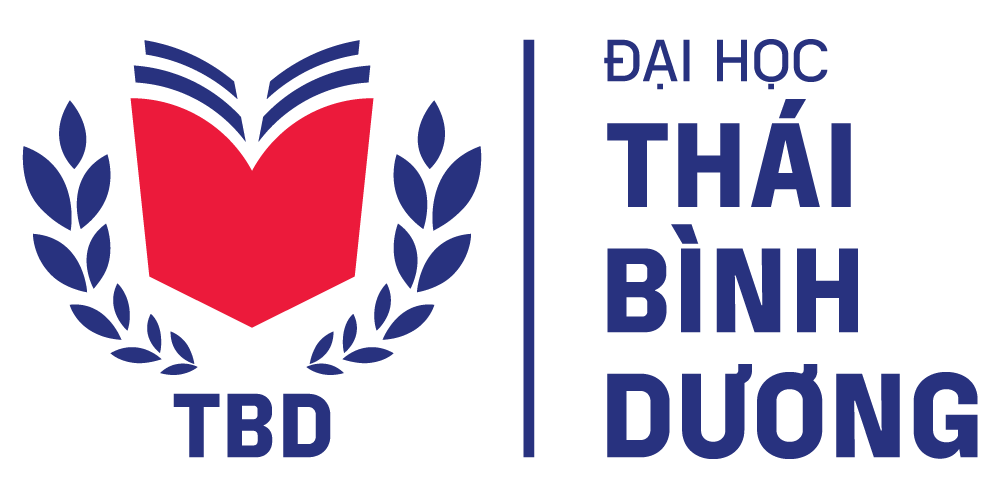 TBD
ĐẠI HỌC
THÁI
BÌNH
DƯƠNG